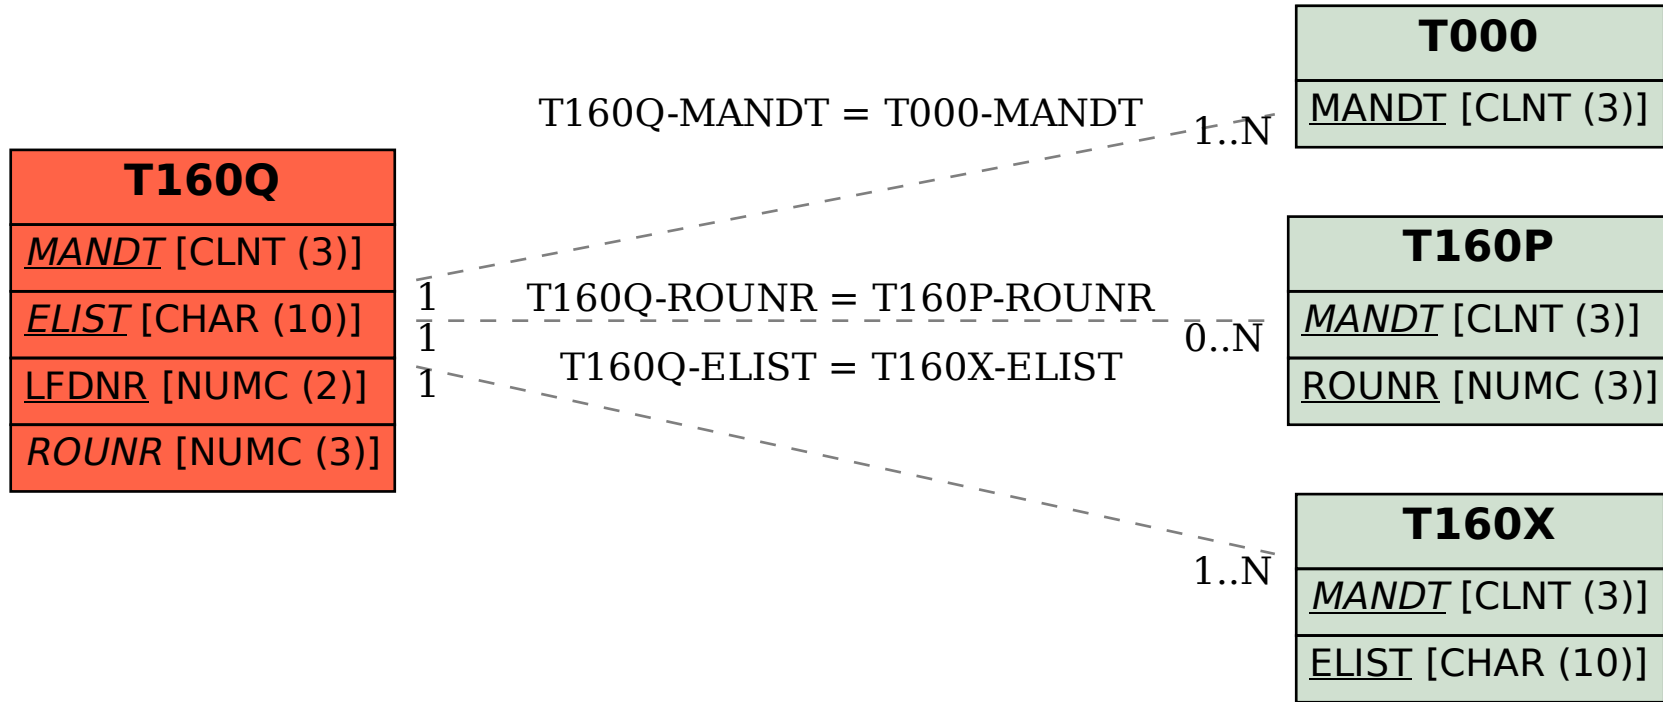 T160Q
MANDT [CLNT (3)]
ELIST [CHAR (10)]
LFDNR [NUMC (2)]
ROUNR [NUMC (3)]
T160Q-MANDT = T000-MANDT
1..N
1
T160Q-ROUNR = T160P-ROUNR
1
0..N
T160Q-ELIST = T160X-ELIST
1
1..N
T000
MANDT [CLNT (3)]
T160P
MANDT [CLNT (3)]
ROUNR [NUMC (3)]
T160X
MANDT [CLNT (3)]
ELIST [CHAR (10)]